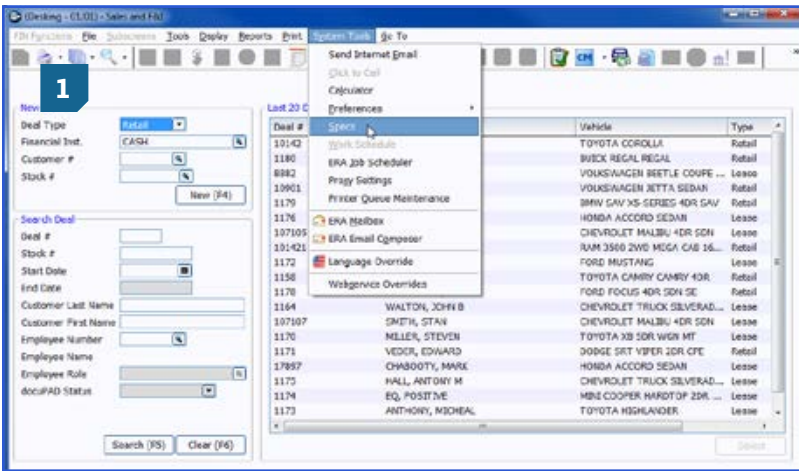 (Desking - 01/01) - Sales and F&I
F&I Functions File Subscreens Tools Display Reports Print System Tools Go To
1
New
Deal Type Retail
Financial Inst. CASH
Customer #
Stock #
New (F4)
Search Deal
Deal #
Stock #
Start Date
End Date
Customer Last Name
Customer First Name
Employee Number
Employee Name
Employee Role
docuPAD Status
Search (F5) Clear (F6)
Send Internet Email
Click to Call
Calculator
Preferences
Specs
Work Schedule
ERA Job Scheduler
Proxy Settings
Printer Queue Maintenance
ERA Mailbox
ERA Email Composer
Language Override
Webservice Overrides
Last 20 D
Deal # Vehicle Type
10142 TOYOTA COROLLA Retail
1180 BUICK REGAL REGAL Retail
8882 VOLKSWAGEN BEETLE COUPE ... Lease
10901 VOLKSWAGEN JETTA SEDAN Retail
1179 BMW SAV X5-SERIES 4DR SAV Retail
1176 HONDA ACCORD SEDAN Lease
107105 CHEVROLET MALIBU 4DR SDN Lease
101421 RAM 3500 2WD MEGA CAB 16... Retail
1172 FORD MUSTANG Lease
1158 TOYOTA CAMRY CAMRY 4DR Retail
1178 FORD FOCUS 4DR SDN SE Retail
1164 WALTON, JOHN B CHEVROLET TRUCK SILVERAD... Lease
107107 SMITH, STAN CHEVROLET MALIBU 4DR SDN Lease
1170 MILLER, STEVEN TOYOTA XB 5DR WGN MT Lease
1171 VEDER, EDWARD DODGE SRT VIPER 2DR CPE Retail
17897 CHABOOTY, MARK HONDA ACCORD SEDAN Lease
1175 HALL, ANTONY M CHEVROLET TRUCK SILVERAD... Lease
1174 EQ, POSITIVE MINI COOPER HARDTOP 2DR ... Lease
1173 ANTHONY, MICHEAL TOYOTA HIGHLANDER Lease
Select